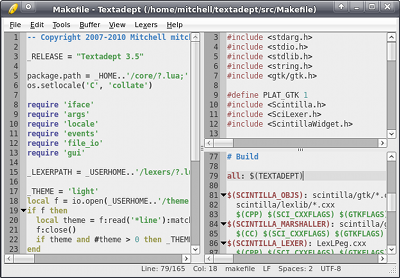 Makefile - Textadept (/home/mitchell/textadept/src/Makefile)
File Edit Tools Buffer View Lexers Help
1 -- Copyright 2007-2010 Mitchell mitc
2
3 _RELEASE = "Textadept 3.5"
4
5 package.path = _HOME..'/core/?.lua;'
6 os.setlocale('C', 'collate')
7
8 require 'iface'
9 require 'args'
10 require 'locale'
11 require 'events'
12 require 'file_io'
13 require 'gui'
14
15 _LEXERPATH = _USERHOME..'/lexers/?.l
16
17 _THEME = 'light'
18 local f = io.open(_USERHOME..'/theme
19 if f then
20 local theme = f:read('*line'):matc
21 f:close()
22 if theme and #theme > 0 then _THEM
23 end
3 #include <stdarg.h>
4 #include <stdio.h>
5 #include <stdlib.h>
6 #include <string.h>
7 #include <gtk/gtk.h>
8
9 #define PLAT_GTK 1
10 #include <Scintilla.h>
11 #include <SciLexer.h>
12 #include <ScintillaWidget.h>
13
77 # Build
78
79 all: $(TEXTADEPT)
80
81 $(SCINTILLA_OBJS): scintilla/gtk/*.c
82 scintilla/lexlib/*.cxx
83 $(CPP) $(SCI_CXXFLAGS) $(GTKFLAGS)
84 $(SCINTILLA_MARSHALLER): scintilla/g
85 $(CC) $(SCI_CXXFLAGS) $(GTKFLAGS)
86 $(SCINTILLA_LEXER): LexLPeg.cxx
87 $(CPP) $(SCI_CXXFLAGS) $(GTKFLAGS)
Line: 79/165 Col: 18 makefile LF Spaces: 2 UTF-8